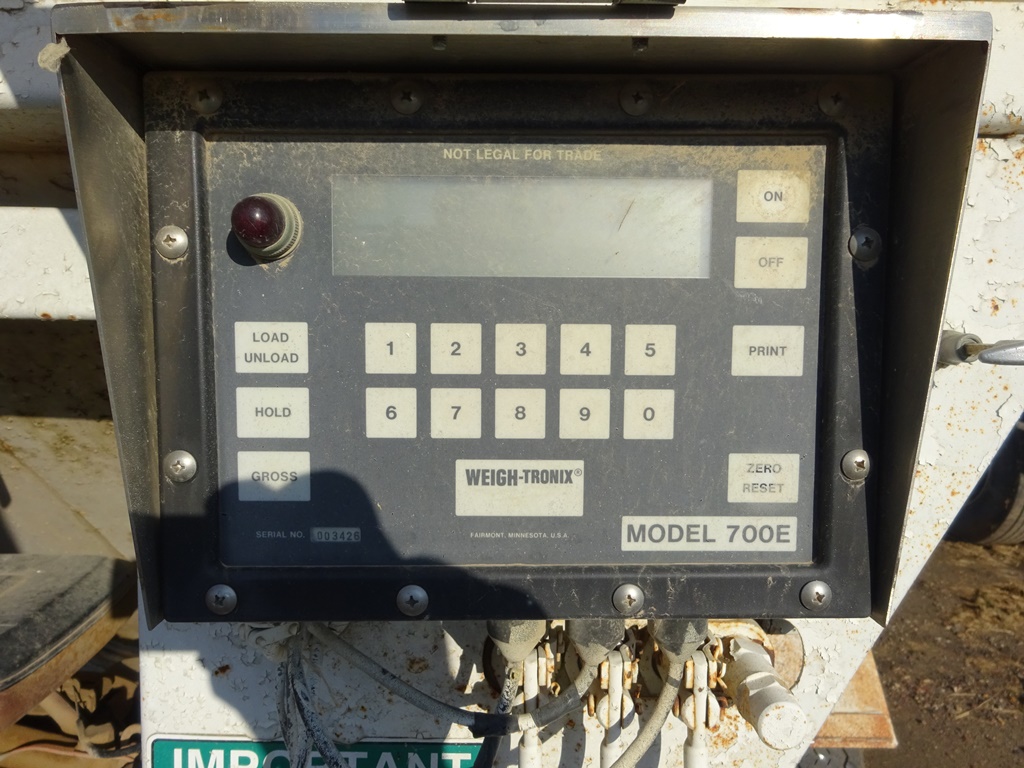 NOT LEGAL FOR TRADE
ON
OFF
LOAD
UNLOAD
1 2 3 4 5
PRINT
HOLD
6 7 8 9 0
GROSS
WEIGH-TRONIX®
ZERO
RESET
SERIAL NO. 003426
FAIRMONT, MINNESOTA, U.S.A.
MODEL 700E
IMPORTANT